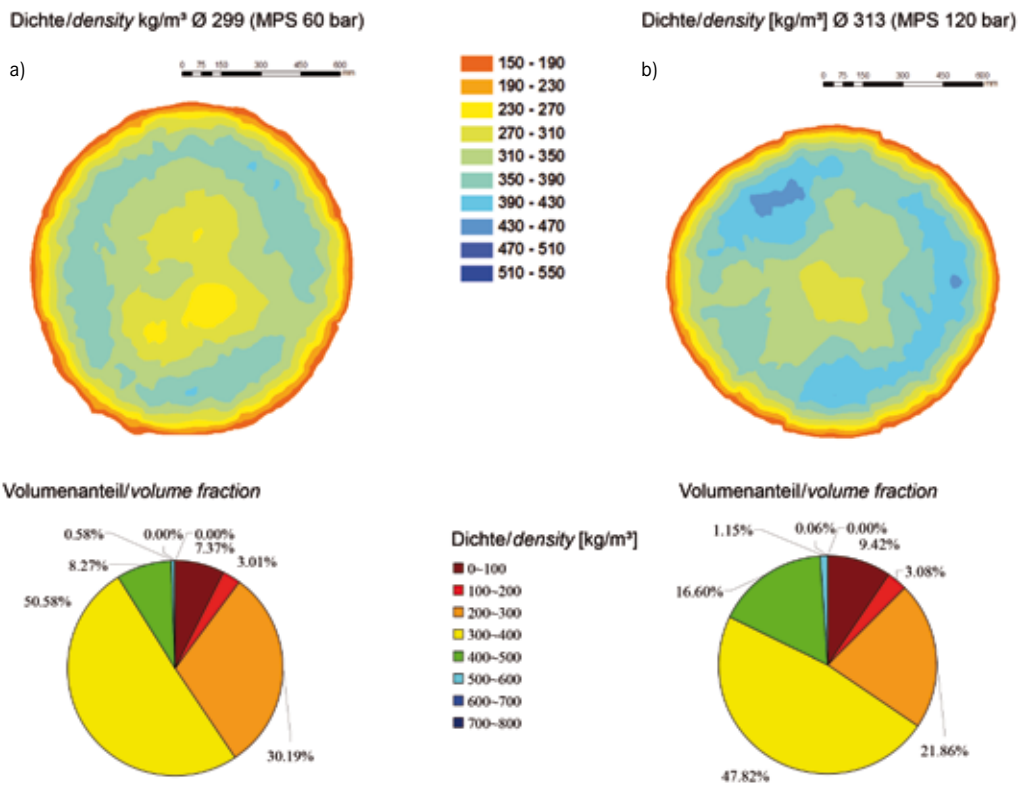 Dichte/density kg/m³ Ø 299 (MPS 60 bar)
Dichte/density [kg/m³] Ø 313 (MPS 120 bar)
a)
0 75 150 300 450 600
mm
150 - 190
190 - 230
230 - 270
270 - 310
310 - 350
350 - 390
390 - 430
430 - 470
470 - 510
510 - 550
b)
0 75 150 300 450 600
mm
Volumenanteil/volume fraction
0.58%
0.00%
0.00%
7.37%
3.01%
8.27%
50.58%
30.19%
Dichte/density [kg/m³]
0~100
100~200
200~300
300~400
400~500
500~600
600~700
700~800
Volumenanteil/volume fraction
1.15%
0.06%
0.00%
9.42%
3.08%
16.60%
21.86%
47.82%